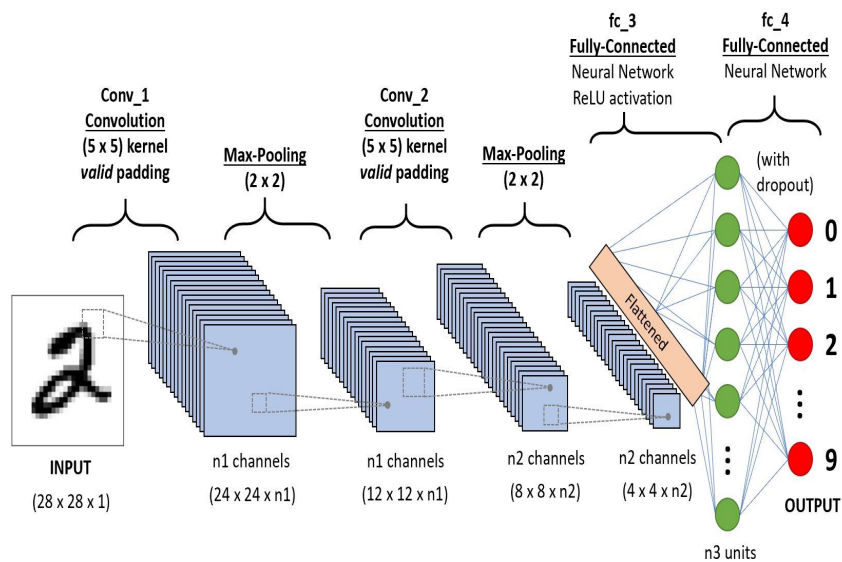 fc_3
Fully-Connected
Neural Network
ReLU activation
fc_4
Fully-Connected
Neural Network
Conv_1
Convolution
(5 x 5) kernel
valid padding
Max-Pooling
(2 x 2)
Conv_2
Convolution
(5 x 5) kernel
valid padding
Max-Pooling
(2 x 2)
(with
dropout)
0
1
2
9
OUTPUT
Flattened
2
INPUT
(28 x 28 x 1)
n1 channels
(24 x 24 x n1)
n1 channels
(12 x 12 x n1)
n2 channels
(8 x 8 x n2)
n2 channels
(4 x 4 x n2)
n3 units